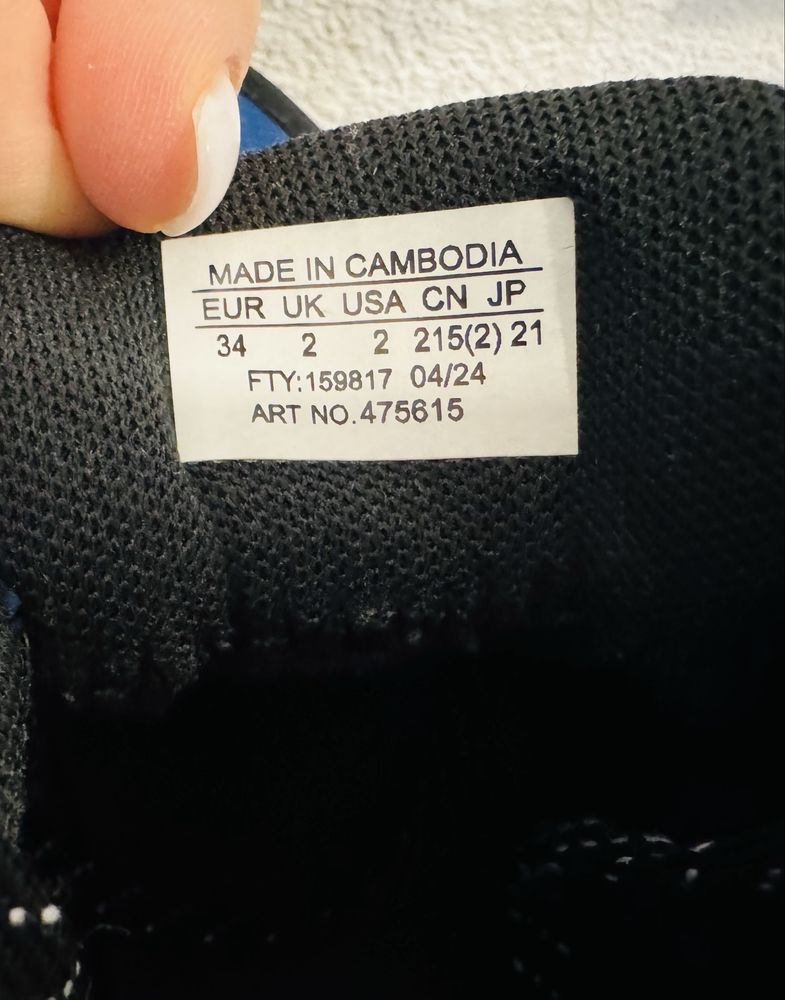 MADE IN CAMBODIA
EUR UK USA CN JP
34 2 2 215(2) 21
FTY:159817 04/24
ART NO.475615